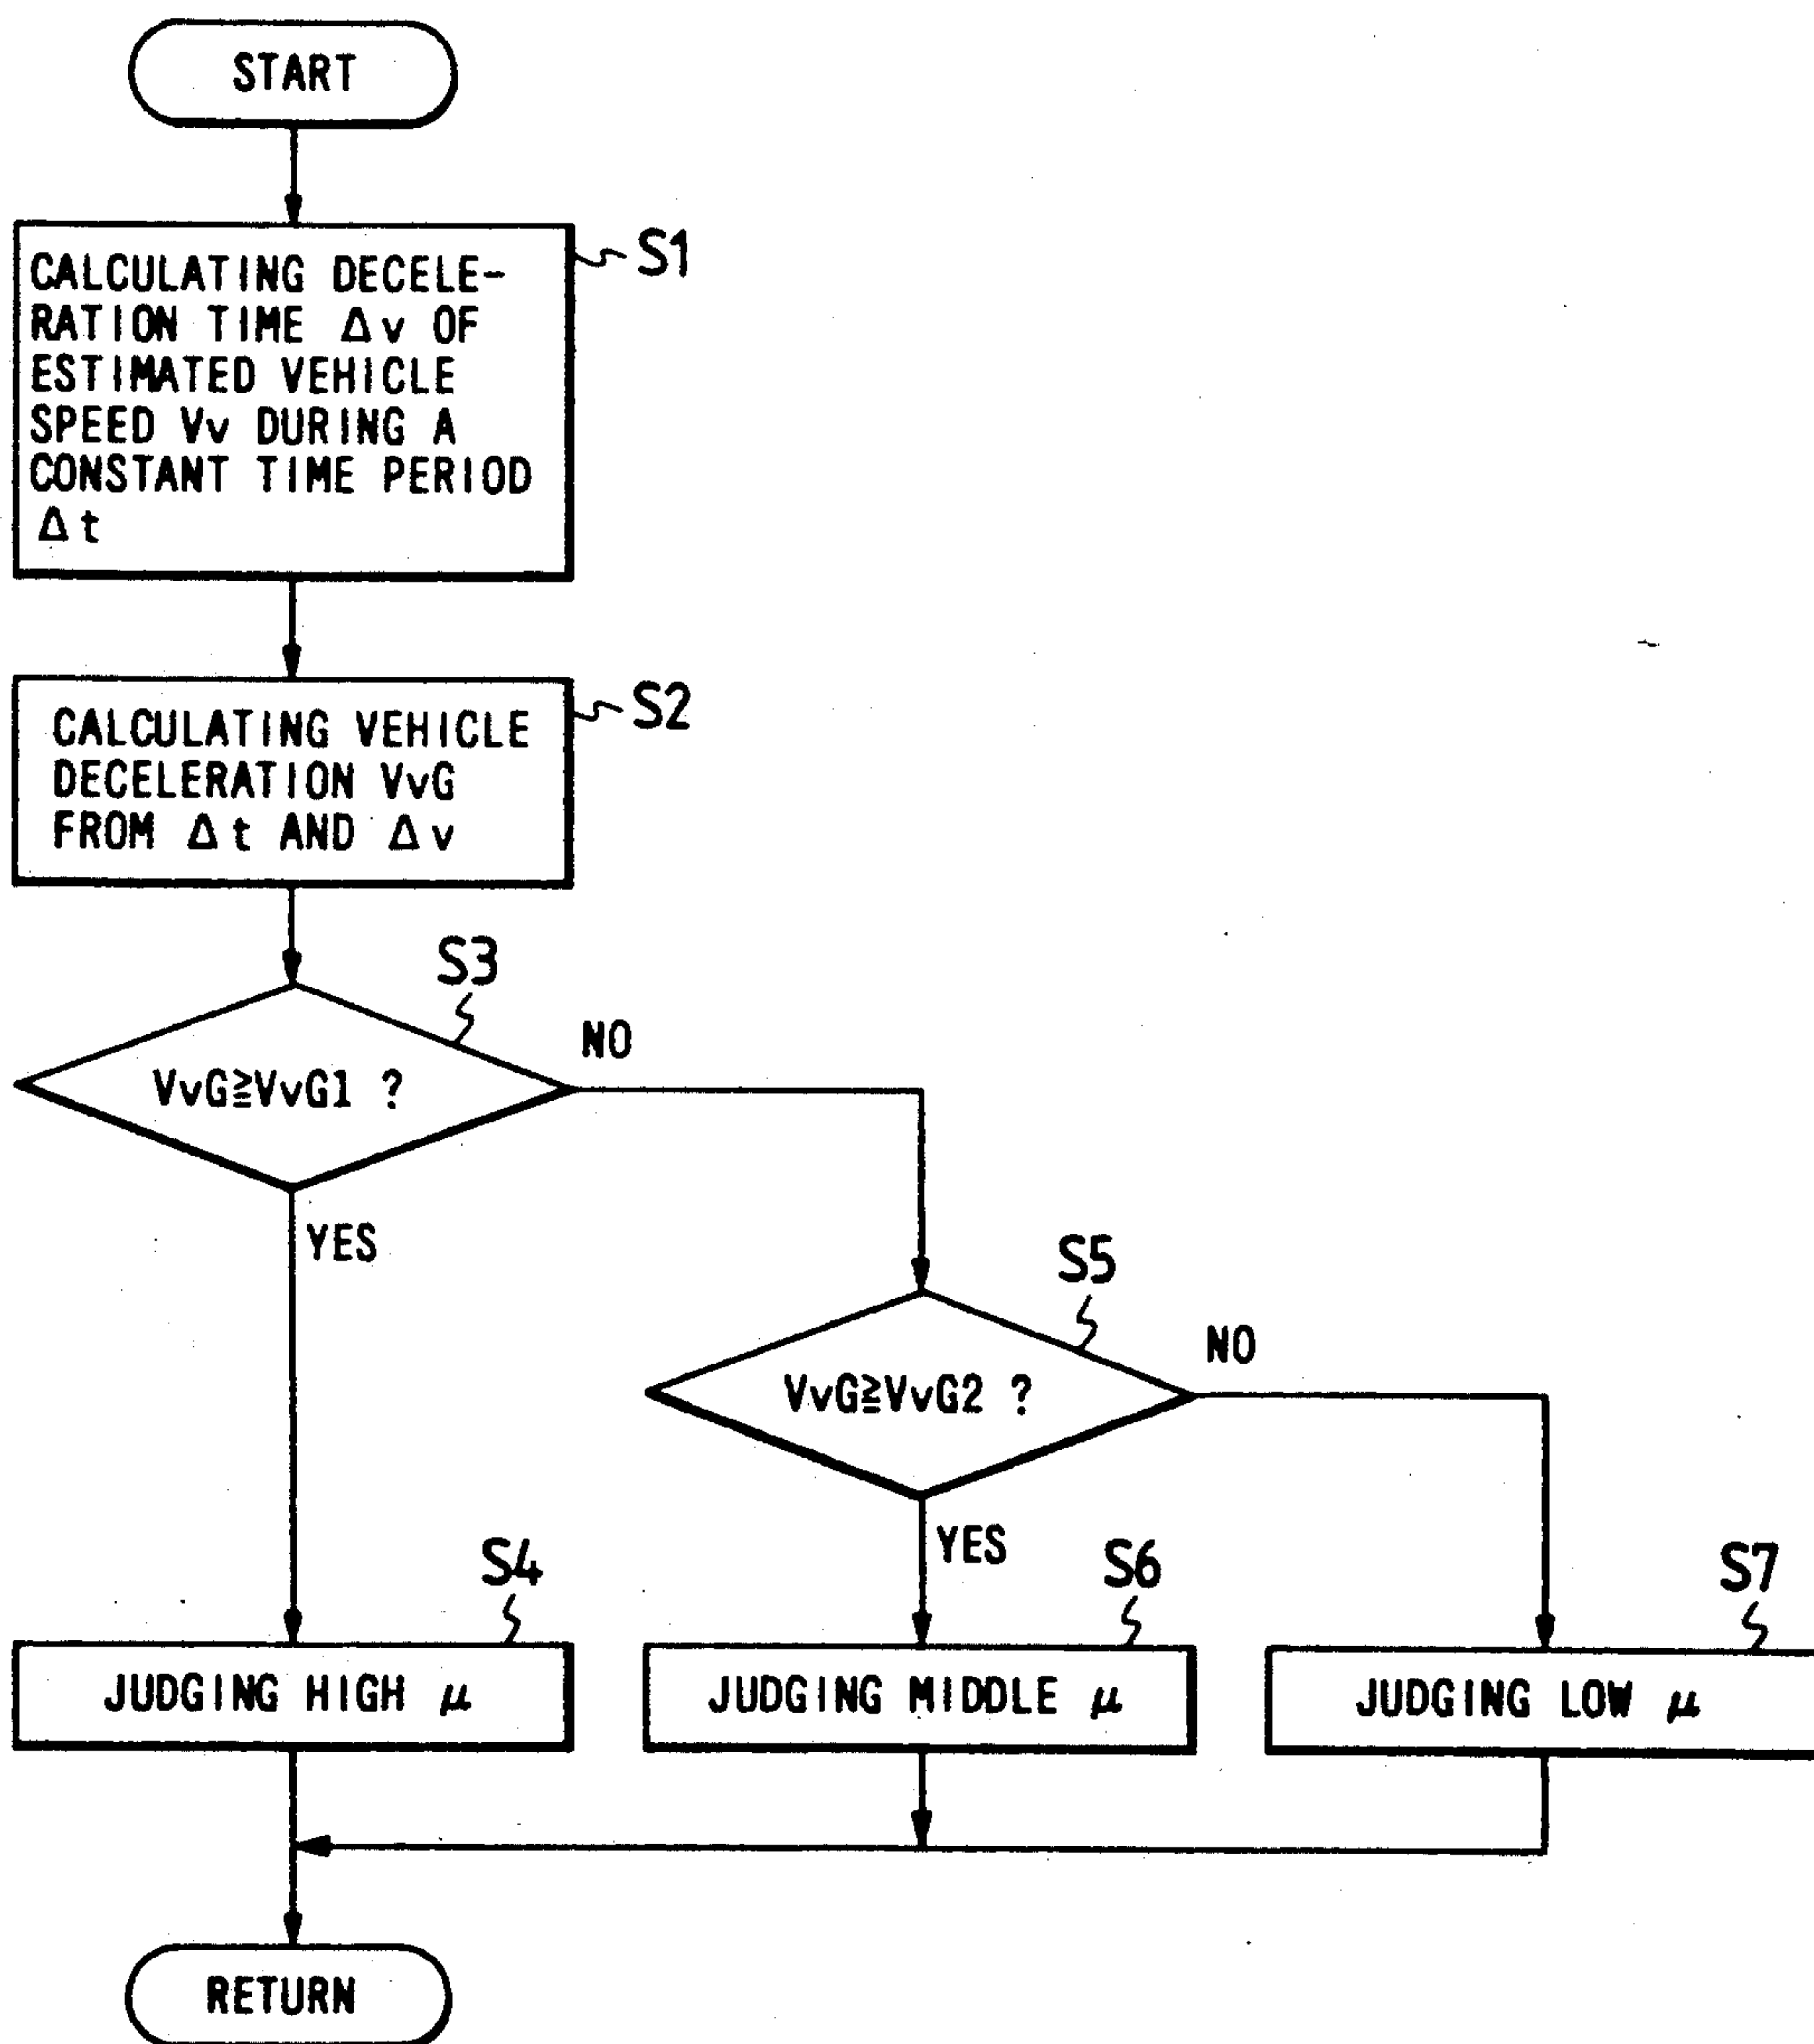 START
S1
CALCULATING DECELE-
RATION TIME Δv OF
ESTIMATED VEHICLE
SPEED Vv DURING A
CONSTANT TIME PERIOD
Δt
S2
CALCULATING VEHICLE
DECELERATION VvG
FROM Δt AND Δv
S3
VvG≧VvG1 ?
NO
YES
S5
VvG≧VvG2 ?
NO
YES
S4
JUDGING HIGH μ
S6
JUDGING MIDDLE μ
S7
JUDGING LOW μ
RETURN